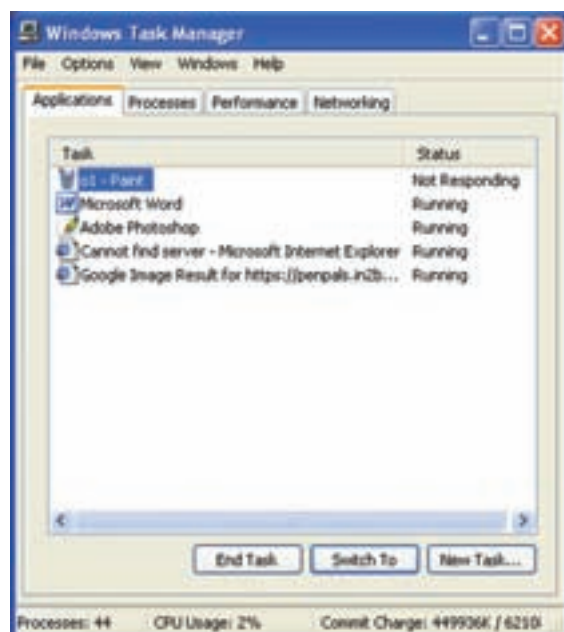 Windows Task Manager
File Options View Windows Help
Applications Processes Performance Networking
Task Status
o1 - Paint Not Responding
Microsoft Word Running
Adobe Photoshop Running
Cannot find server - Microsoft Internet Explorer Running
Google Image Result for https://penpals.in2b... Running
End Task Switch To New Task...
Processes: 44 CPU Usage: 2% Commit Charge: 449936K / 6210